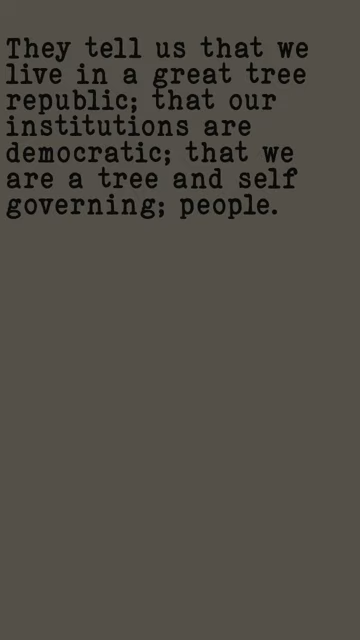 They tell us that we
live in a great tree
republic; that our
institutions are
democratic; that we
are a tree and self
governing; people.